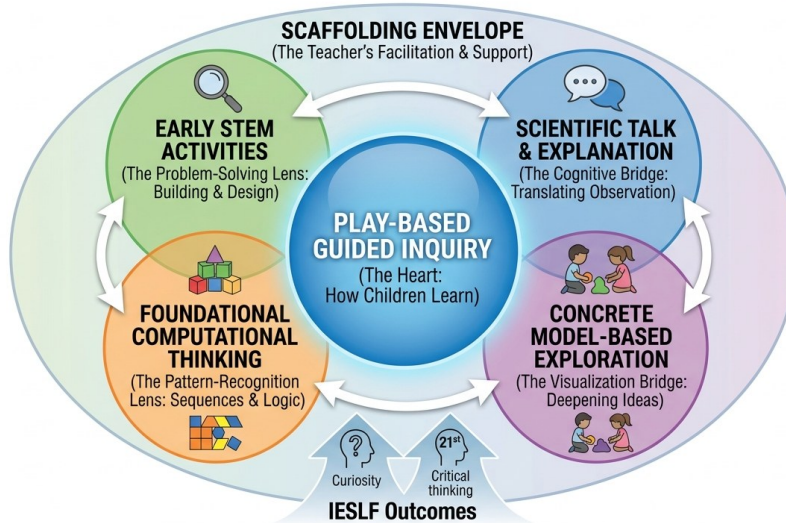 SCAFFOLDING ENVELOPE
(The Teacher's Facilitation & Support)
EARLY STEM
ACTIVITIES
(The Problem-Solving Lens:
Building & Design)
SCIENTIFIC TALK
& EXPLANATION
(The Cognitive Bridge:
Translating Observation)
PLAY-BASED
GUIDED INQUIRY
(The Heart:
How Children Learn)
FOUNDATIONAL
COMPUTATIONAL
THINKING
(The Pattern-Recognition
Lens: Sequences & Logic)
CONCRETE
MODEL-BASED
EXPLORATION
(The Visualization Bridge:
Deepening Ideas)
?
Curiosity
21st
Critical
thinking
IESLF Outcomes